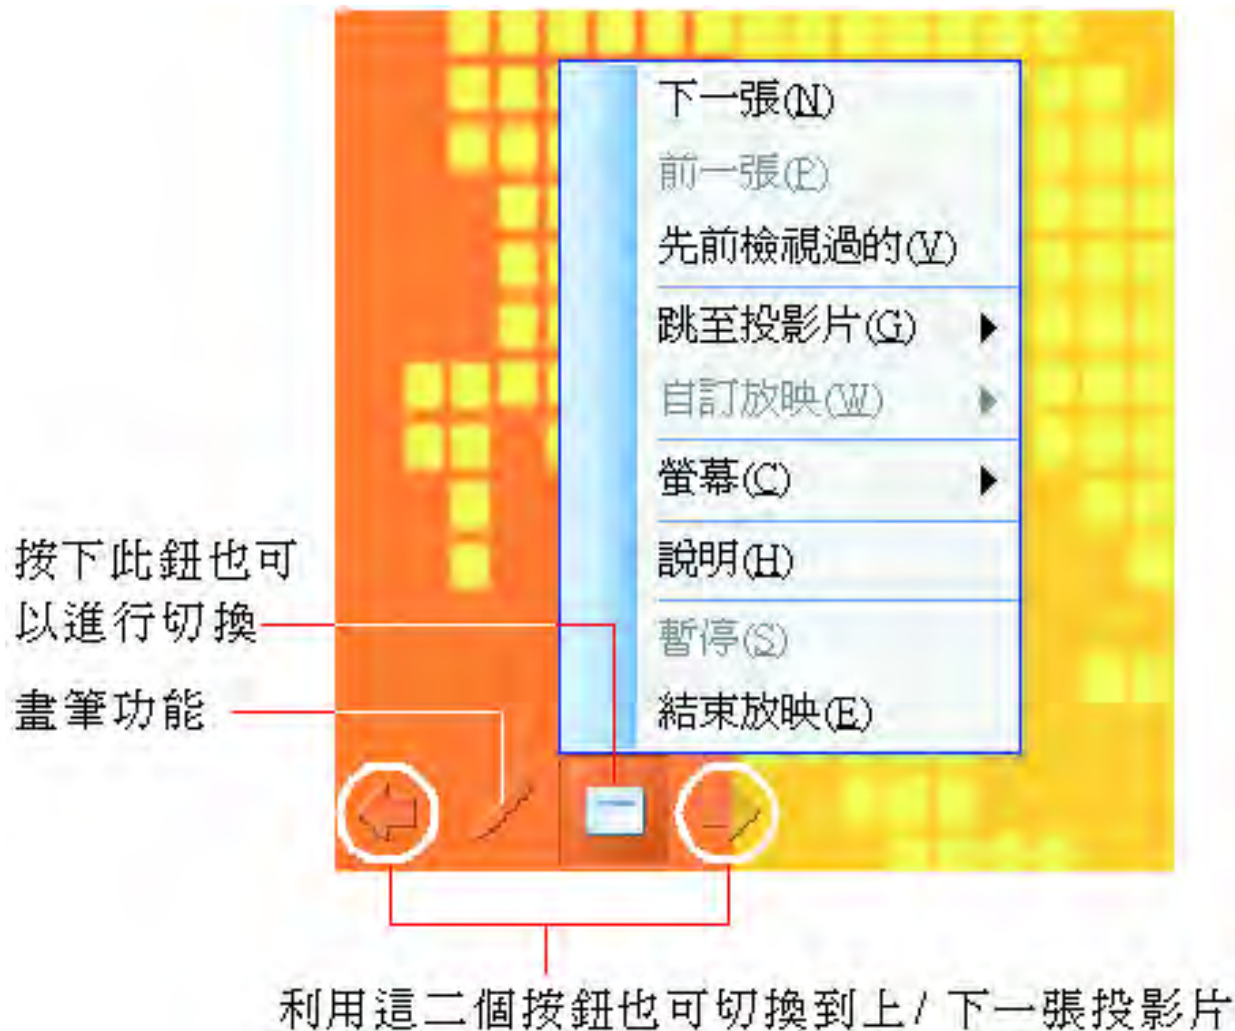 下一張(N)
前一張(P)
先前檢視過的(V)
跳至投影片(G)
自訂放映(W)
螢幕(C)
說明(H)
暫停(S)
結束放映(E)
按下此鈕也可
以進行切換
畫筆功能
利用這二個按鈕也可切換到上/下一張投影片